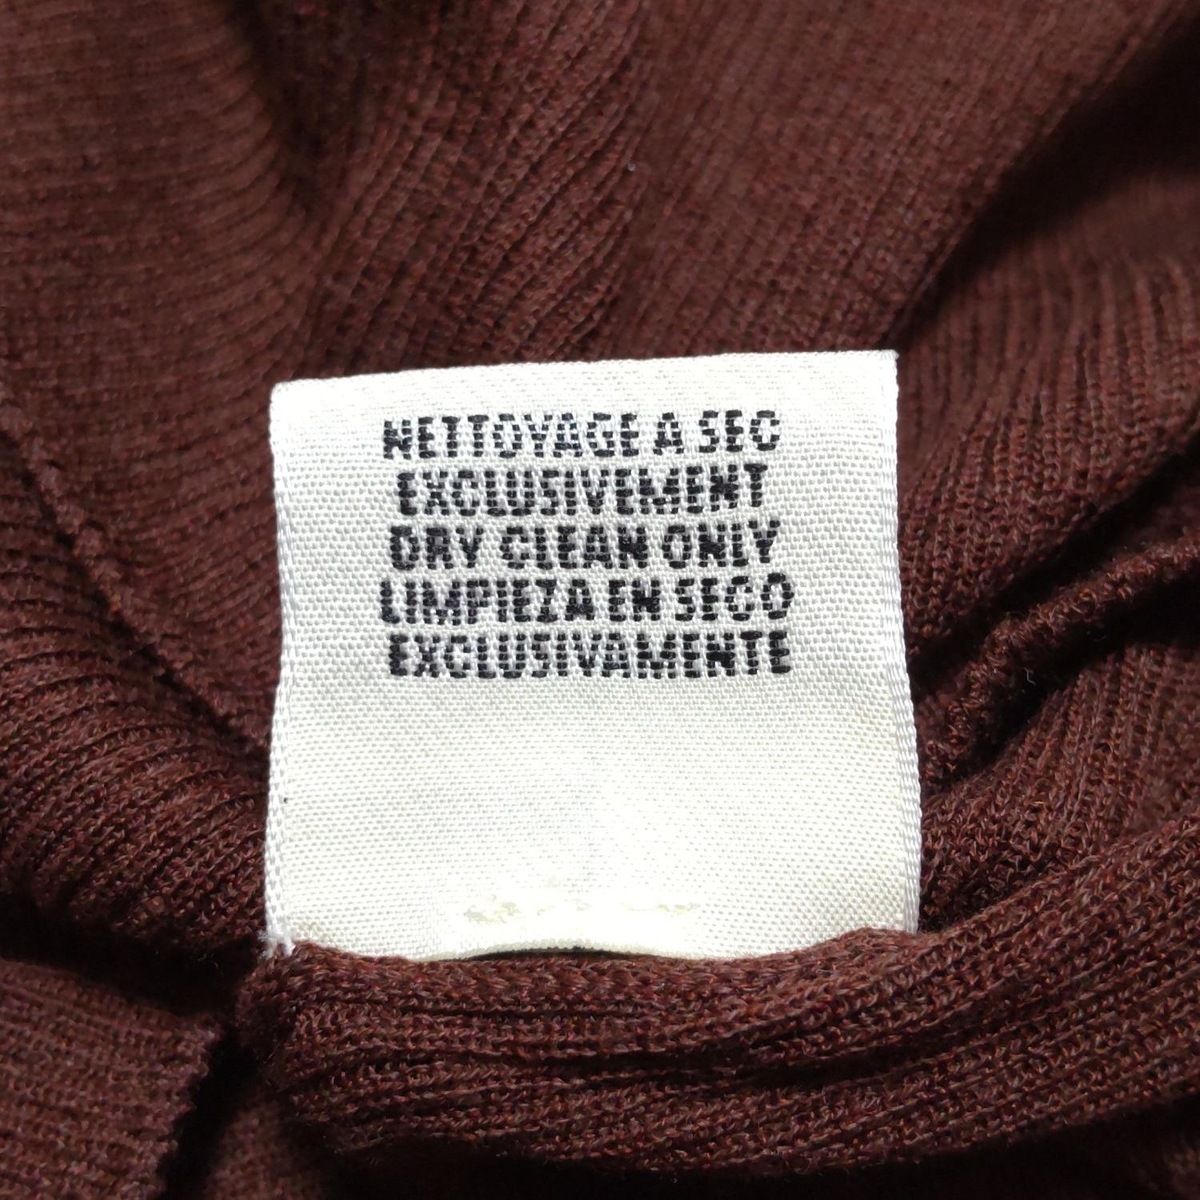 NETTOYAGE A SEC
EXCLUSIVEMENT
DRY CLEAN ONLY
LIMPIEZA EN SECO
EXCLUSIVAMENTE